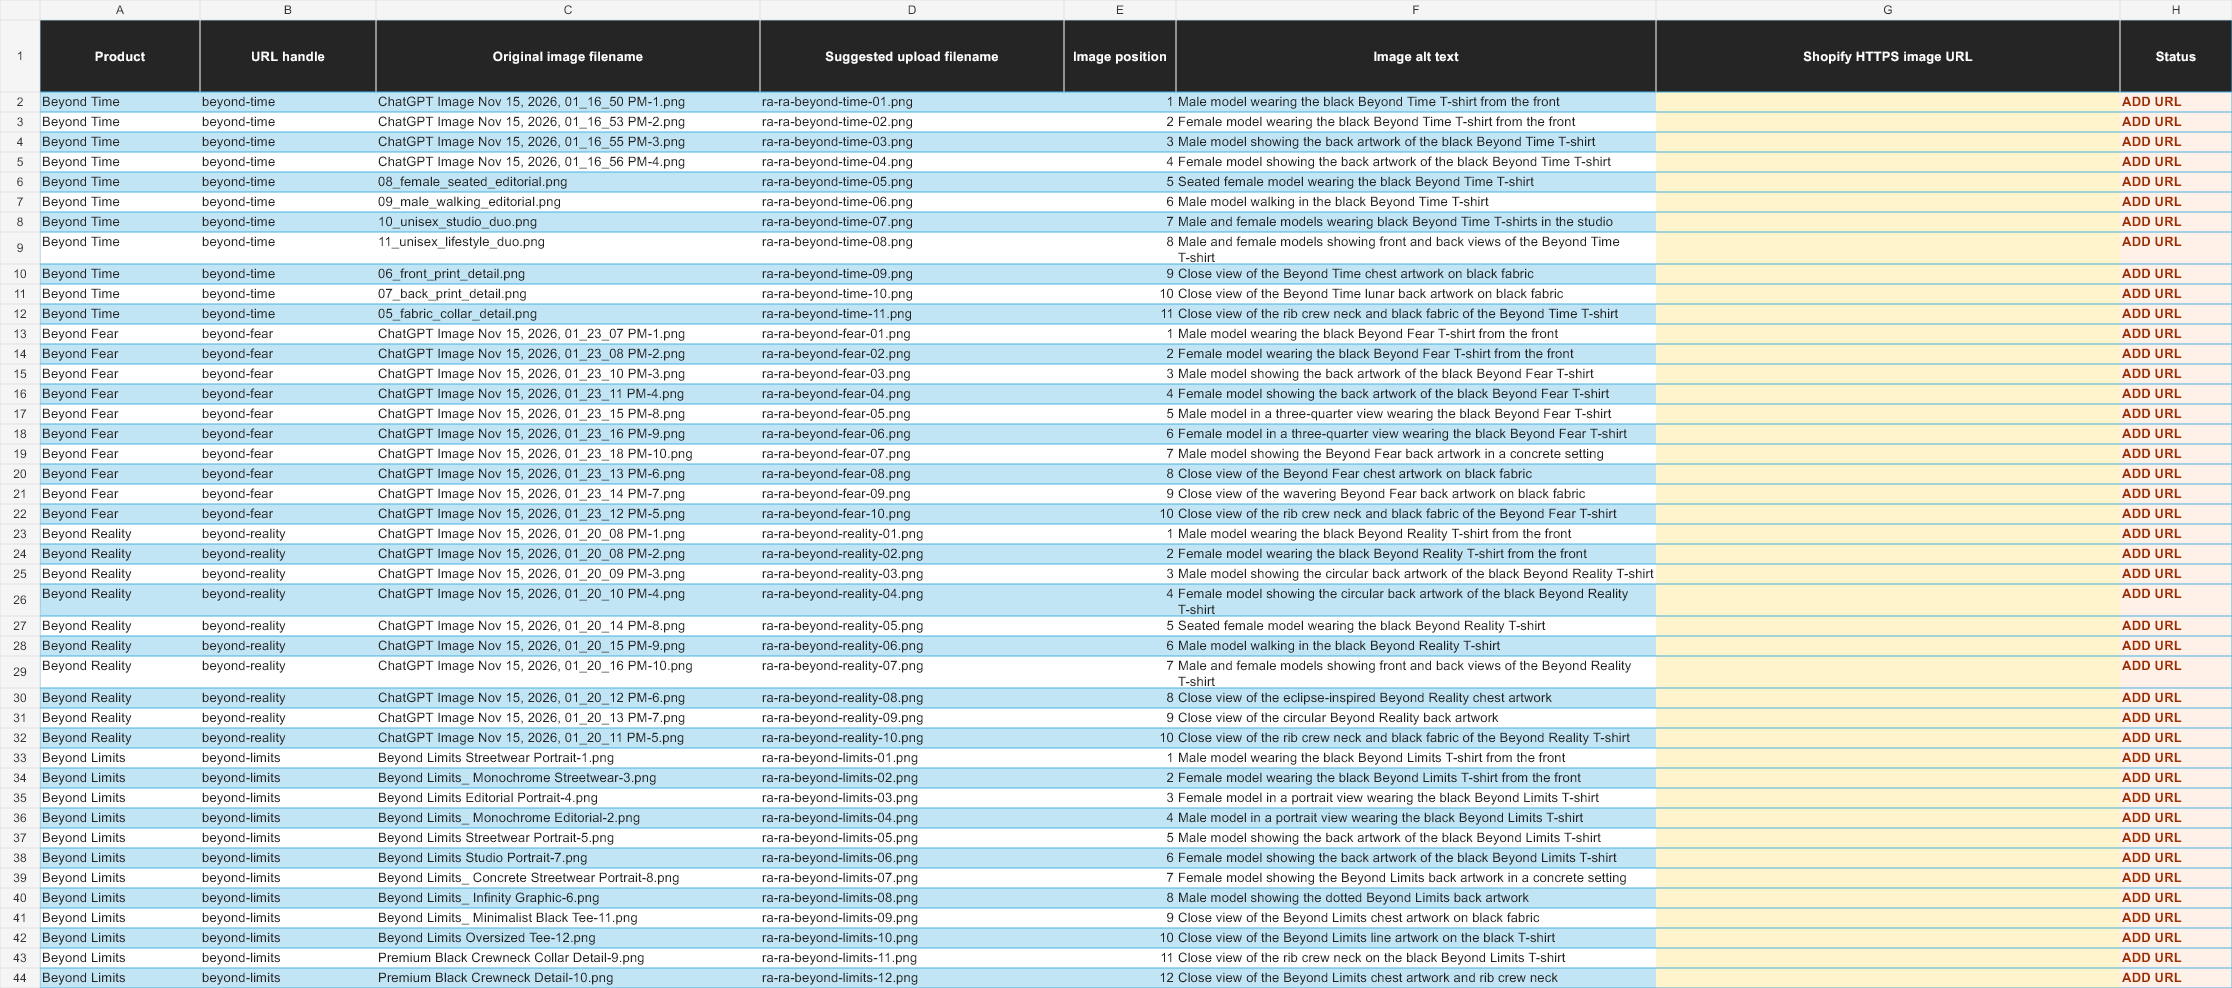 A B C D E F G H
1 Product URL handle Original image filename Suggested upload filename Image position Image alt text Shopify HTTPS image URL Status
2 Beyond Time beyond-time ChatGPT Image Nov 15, 2026, 01_16_50 PM-1.png ra-ra-beyond-time-01.png 1 Male model wearing the black Beyond Time T-shirt from the front ADD URL
3 Beyond Time beyond-time ChatGPT Image Nov 15, 2026, 01_16_53 PM-2.png ra-ra-beyond-time-02.png 2 Female model wearing the black Beyond Time T-shirt from the front ADD URL
4 Beyond Time beyond-time ChatGPT Image Nov 15, 2026, 01_16_55 PM-3.png ra-ra-beyond-time-03.png 3 Male model showing the back artwork of the black Beyond Time T-shirt ADD URL
5 Beyond Time beyond-time ChatGPT Image Nov 15, 2026, 01_16_56 PM-4.png ra-ra-beyond-time-04.png 4 Female model showing the back artwork of the black Beyond Time T-shirt ADD URL
6 Beyond Time beyond-time 08_female_seated_editorial.png ra-ra-beyond-time-05.png 5 Seated female model wearing the black Beyond Time T-shirt ADD URL
7 Beyond Time beyond-time 09_male_walking_editorial.png ra-ra-beyond-time-06.png 6 Male model walking in the black Beyond Time T-shirt ADD URL
8 Beyond Time beyond-time 10_unisex_studio_duo.png ra-ra-beyond-time-07.png 7 Male and female models wearing black Beyond Time T-shirts in the studio ADD URL
9 Beyond Time beyond-time 11_unisex_lifestyle_duo.png ra-ra-beyond-time-08.png 8 Male and female models showing front and back views of the Beyond Time ADD URL
T-shirt
10 Beyond Time beyond-time 06_front_print_detail.png ra-ra-beyond-time-09.png 9 Close view of the Beyond Time chest artwork on black fabric ADD URL
11 Beyond Time beyond-time 07_back_print_detail.png ra-ra-beyond-time-10.png 10 Close view of the Beyond Time lunar back artwork on black fabric ADD URL
12 Beyond Time beyond-time 05_fabric_collar_detail.png ra-ra-beyond-time-11.png 11 Close view of the rib crew neck and black fabric of the Beyond Time T-shirt ADD URL
13 Beyond Fear beyond-fear ChatGPT Image Nov 15, 2026, 01_23_07 PM-1.png ra-ra-beyond-fear-01.png 1 Male model wearing the black Beyond Fear T-shirt from the front ADD URL
14 Beyond Fear beyond-fear ChatGPT Image Nov 15, 2026, 01_23_08 PM-2.png ra-ra-beyond-fear-02.png 2 Female model wearing the black Beyond Fear T-shirt from the front ADD URL
15 Beyond Fear beyond-fear ChatGPT Image Nov 15, 2026, 01_23_10 PM-3.png ra-ra-beyond-fear-03.png 3 Male model showing the back artwork of the black Beyond Fear T-shirt ADD URL
16 Beyond Fear beyond-fear ChatGPT Image Nov 15, 2026, 01_23_11 PM-4.png ra-ra-beyond-fear-04.png 4 Female model showing the back artwork of the black Beyond Fear T-shirt ADD URL
17 Beyond Fear beyond-fear ChatGPT Image Nov 15, 2026, 01_23_15 PM-8.png ra-ra-beyond-fear-05.png 5 Male model in a three-quarter view wearing the black Beyond Fear T-shirt ADD URL
18 Beyond Fear beyond-fear ChatGPT Image Nov 15, 2026, 01_23_16 PM-9.png ra-ra-beyond-fear-06.png 6 Female model in a three-quarter view wearing the black Beyond Fear T-shirt ADD URL
19 Beyond Fear beyond-fear ChatGPT Image Nov 15, 2026, 01_23_18 PM-10.png ra-ra-beyond-fear-07.png 7 Male model showing the Beyond Fear back artwork in a concrete setting ADD URL
20 Beyond Fear beyond-fear ChatGPT Image Nov 15, 2026, 01_23_13 PM-6.png ra-ra-beyond-fear-08.png 8 Close view of the Beyond Fear chest artwork on black fabric ADD URL
21 Beyond Fear beyond-fear ChatGPT Image Nov 15, 2026, 01_23_14 PM-7.png ra-ra-beyond-fear-09.png 9 Close view of the wavering Beyond Fear back artwork on black fabric ADD URL
22 Beyond Fear beyond-fear ChatGPT Image Nov 15, 2026, 01_23_12 PM-5.png ra-ra-beyond-fear-10.png 10 Close view of the rib crew neck and black fabric of the Beyond Fear T-shirt ADD URL
23 Beyond Reality beyond-reality ChatGPT Image Nov 15, 2026, 01_20_08 PM-1.png ra-ra-beyond-reality-01.png 1 Male model wearing the black Beyond Reality T-shirt from the front ADD URL
24 Beyond Reality beyond-reality ChatGPT Image Nov 15, 2026, 01_20_08 PM-2.png ra-ra-beyond-reality-02.png 2 Female model wearing the black Beyond Reality T-shirt from the front ADD URL
25 Beyond Reality beyond-reality ChatGPT Image Nov 15, 2026, 01_20_09 PM-3.png ra-ra-beyond-reality-03.png 3 Male model showing the circular back artwork of the black Beyond Reality T-shirt ADD URL
26 Beyond Reality beyond-reality ChatGPT Image Nov 15, 2026, 01_20_10 PM-4.png ra-ra-beyond-reality-04.png 4 Female model showing the circular back artwork of the black Beyond Reality ADD URL
T-shirt
27 Beyond Reality beyond-reality ChatGPT Image Nov 15, 2026, 01_20_14 PM-8.png ra-ra-beyond-reality-05.png 5 Seated female model wearing the black Beyond Reality T-shirt ADD URL
28 Beyond Reality beyond-reality ChatGPT Image Nov 15, 2026, 01_20_15 PM-9.png ra-ra-beyond-reality-06.png 6 Male model walking in the black Beyond Reality T-shirt ADD URL
29 Beyond Reality beyond-reality ChatGPT Image Nov 15, 2026, 01_20_16 PM-10.png ra-ra-beyond-reality-07.png 7 Male and female models showing front and back views of the Beyond Reality ADD URL
T-shirt
30 Beyond Reality beyond-reality ChatGPT Image Nov 15, 2026, 01_20_12 PM-6.png ra-ra-beyond-reality-08.png 8 Close view of the eclipse-inspired Beyond Reality chest artwork ADD URL
31 Beyond Reality beyond-reality ChatGPT Image Nov 15, 2026, 01_20_13 PM-7.png ra-ra-beyond-reality-09.png 9 Close view of the circular Beyond Reality back artwork ADD URL
32 Beyond Reality beyond-reality ChatGPT Image Nov 15, 2026, 01_20_11 PM-5.png ra-ra-beyond-reality-10.png 10 Close view of the rib crew neck and black fabric of the Beyond Reality T-shirt ADD URL
33 Beyond Limits beyond-limits Beyond Limits Streetwear Portrait-1.png ra-ra-beyond-limits-01.png 1 Male model wearing the black Beyond Limits T-shirt from the front ADD URL
34 Beyond Limits beyond-limits Beyond Limits_ Monochrome Streetwear-3.png ra-ra-beyond-limits-02.png 2 Female model wearing the black Beyond Limits T-shirt from the front ADD URL
35 Beyond Limits beyond-limits Beyond Limits Editorial Portrait-4.png ra-ra-beyond-limits-03.png 3 Female model in a portrait view wearing the black Beyond Limits T-shirt ADD URL
36 Beyond Limits beyond-limits Beyond Limits_ Monochrome Editorial-2.png ra-ra-beyond-limits-04.png 4 Male model in a portrait view wearing the black Beyond Limits T-shirt ADD URL
37 Beyond Limits beyond-limits Beyond Limits Streetwear Portrait-5.png ra-ra-beyond-limits-05.png 5 Male model showing the back artwork of the black Beyond Limits T-shirt ADD URL
38 Beyond Limits beyond-limits Beyond Limits Studio Portrait-7.png ra-ra-beyond-limits-06.png 6 Female model showing the back artwork of the black Beyond Limits T-shirt ADD URL
39 Beyond Limits beyond-limits Beyond Limits_ Concrete Streetwear Portrait-8.png ra-ra-beyond-limits-07.png 7 Female model showing the Beyond Limits back artwork in a concrete setting ADD URL
40 Beyond Limits beyond-limits Beyond Limits_ Infinity Graphic-6.png ra-ra-beyond-limits-08.png 8 Male model showing the dotted Beyond Limits back artwork ADD URL
41 Beyond Limits beyond-limits Beyond Limits_ Minimalist Black Tee-11.png ra-ra-beyond-limits-09.png 9 Close view of the Beyond Limits chest artwork on black fabric ADD URL
42 Beyond Limits beyond-limits Beyond Limits Oversized Tee-12.png ra-ra-beyond-limits-10.png 10 Close view of the Beyond Limits line artwork on the black T-shirt ADD URL
43 Beyond Limits beyond-limits Premium Black Crewneck Collar Detail-9.png ra-ra-beyond-limits-11.png 11 Close view of the rib crew neck on the black Beyond Limits T-shirt ADD URL
44 Beyond Limits beyond-limits Premium Black Crewneck Detail-10.png ra-ra-beyond-limits-12.png 12 Close view of the Beyond Limits chest artwork and rib crew neck ADD URL